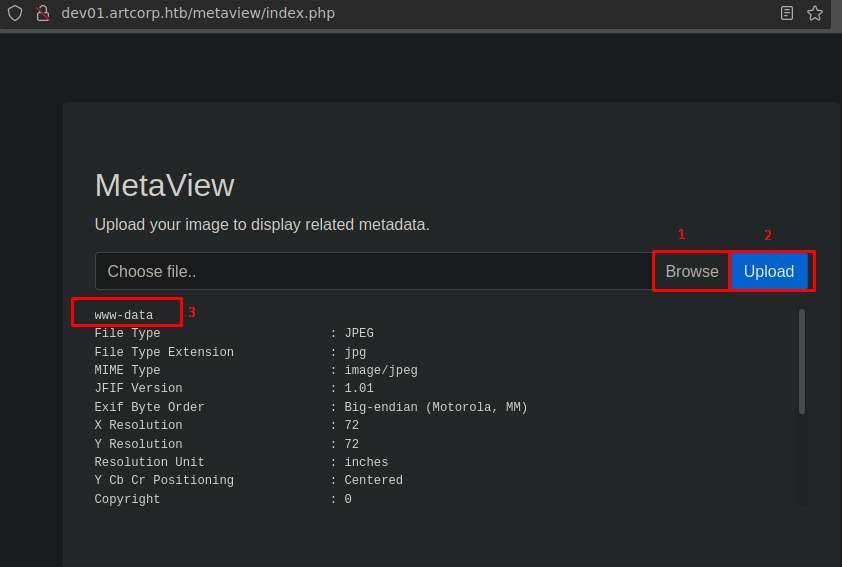 dev01.artcorp.htb/metaview/index.php
MetaView
Upload your image to display related metadata.
1 2
Choose file.. Browse Upload
www-data 3
File Type : JPEG
File Type Extension : jpg
MIME Type : image/jpeg
JFIF Version : 1.01
Exif Byte Order : Big-endian (Motorola, MM)
X Resolution : 72
Y Resolution : 72
Resolution Unit : inches
Y Cb Cr Positioning : Centered
Copyright : 0